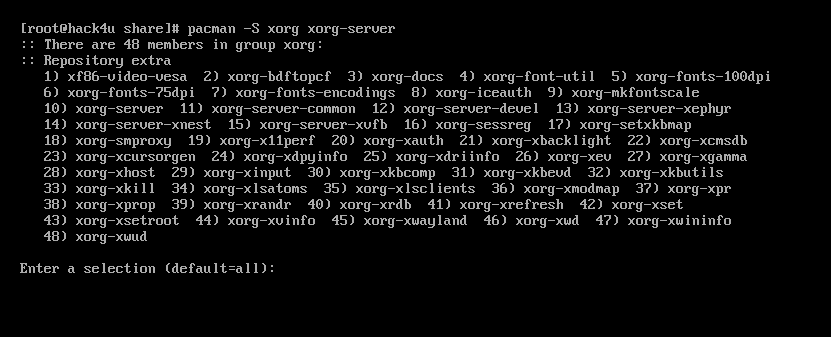 [root@hack4u share]# pacman -S xorg xorg-server
:: There are 48 members in group xorg:
:: Repository extra
1) xf86-video-vesa 2) xorg-bdftopcf 3) xorg-docs 4) xorg-font-util 5) xorg-fonts-100dpi
6) xorg-fonts-75dpi 7) xorg-fonts-encodings 8) xorg-iceauth 9) xorg-mkfontscale
10) xorg-server 11) xorg-server-common 12) xorg-server-devel 13) xorg-server-xephyr
14) xorg-server-xnest 15) xorg-server-xvfb 16) xorg-sessreg 17) xorg-setxkbmap
18) xorg-smproxy 19) xorg-x11perf 20) xorg-xauth 21) xorg-xbacklight 22) xorg-xcmsdb
23) xorg-xcursorgen 24) xorg-xdpyinfo 25) xorg-xdriinfo 26) xorg-xev 27) xorg-xgamma
28) xorg-xhost 29) xorg-xinput 30) xorg-xkbcomp 31) xorg-xkbevd 32) xorg-xkbutils
33) xorg-xkill 34) xorg-xlsatoms 35) xorg-xlsclients 36) xorg-xmodmap 37) xorg-xpr
38) xorg-xprop 39) xorg-xrandr 40) xorg-xrdb 41) xorg-xrefresh 42) xorg-xset
43) xorg-xsetroot 44) xorg-xvinfo 45) xorg-xwayland 46) xorg-xwd 47) xorg-xwininfo
48) xorg-xwud
Enter a selection (default=all):